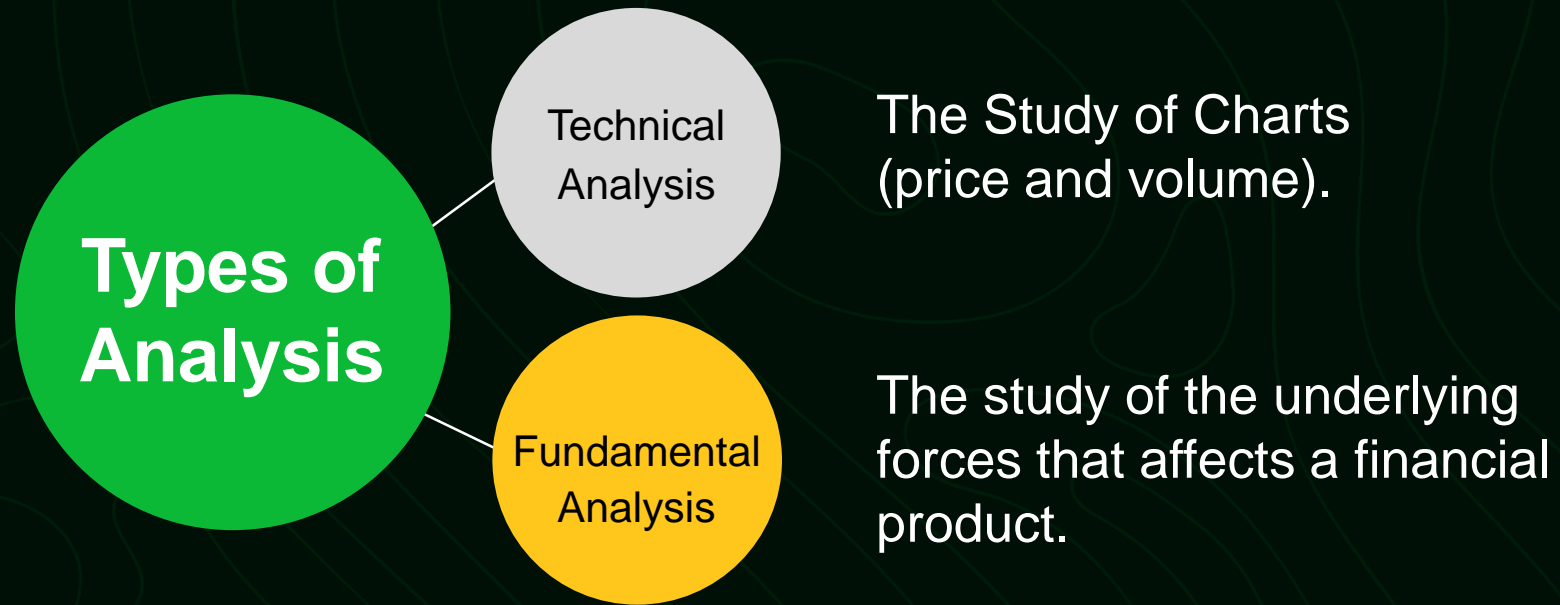 Types of
Analysis
Technical
Analysis
The Study of Charts
(price and volume).
Fundamental
Analysis
The study of the underlying
forces that affects a financial
product.